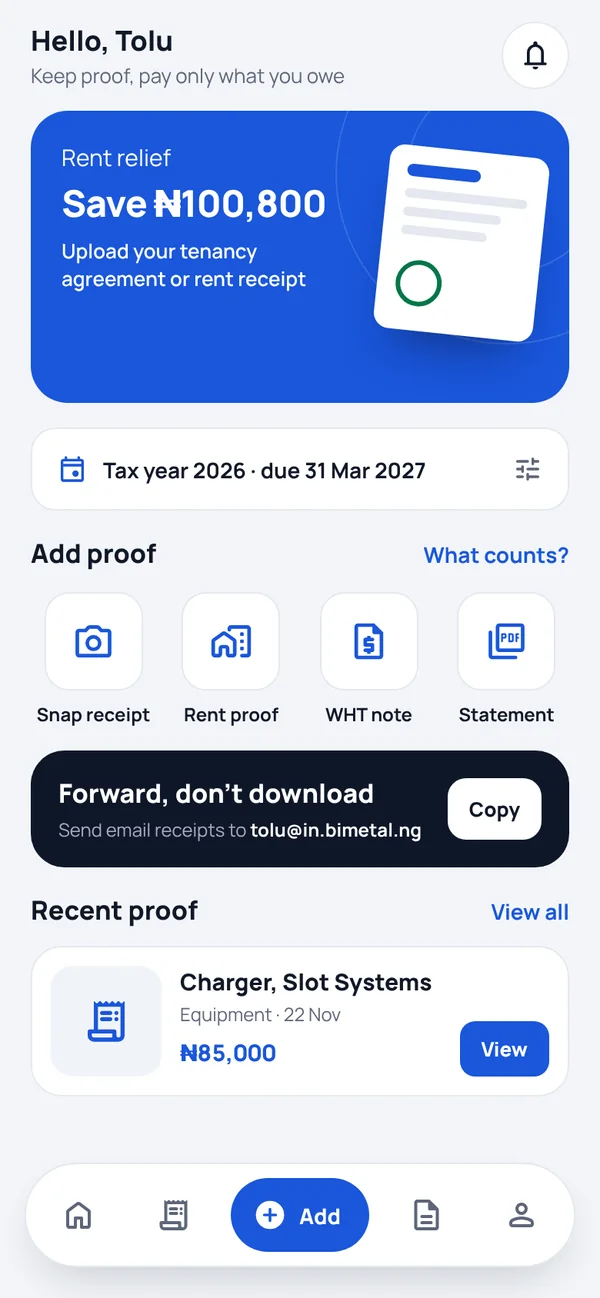 Hello, Tolu
Keep proof, pay only what you owe
Rent relief
Save ₦100,800
Upload your tenancy
agreement or rent receipt
Tax year 2026 · due 31 Mar 2027
Add proof
What counts?
PDF
Snap receipt
Rent proof
WHT note
Statement
Forward, don’t download
Send email receipts to tolu@in.bimetal.ng
Copy
Recent proof
View all
Charger, Slot Systems
Equipment · 22 Nov
₦85,000
View
Add